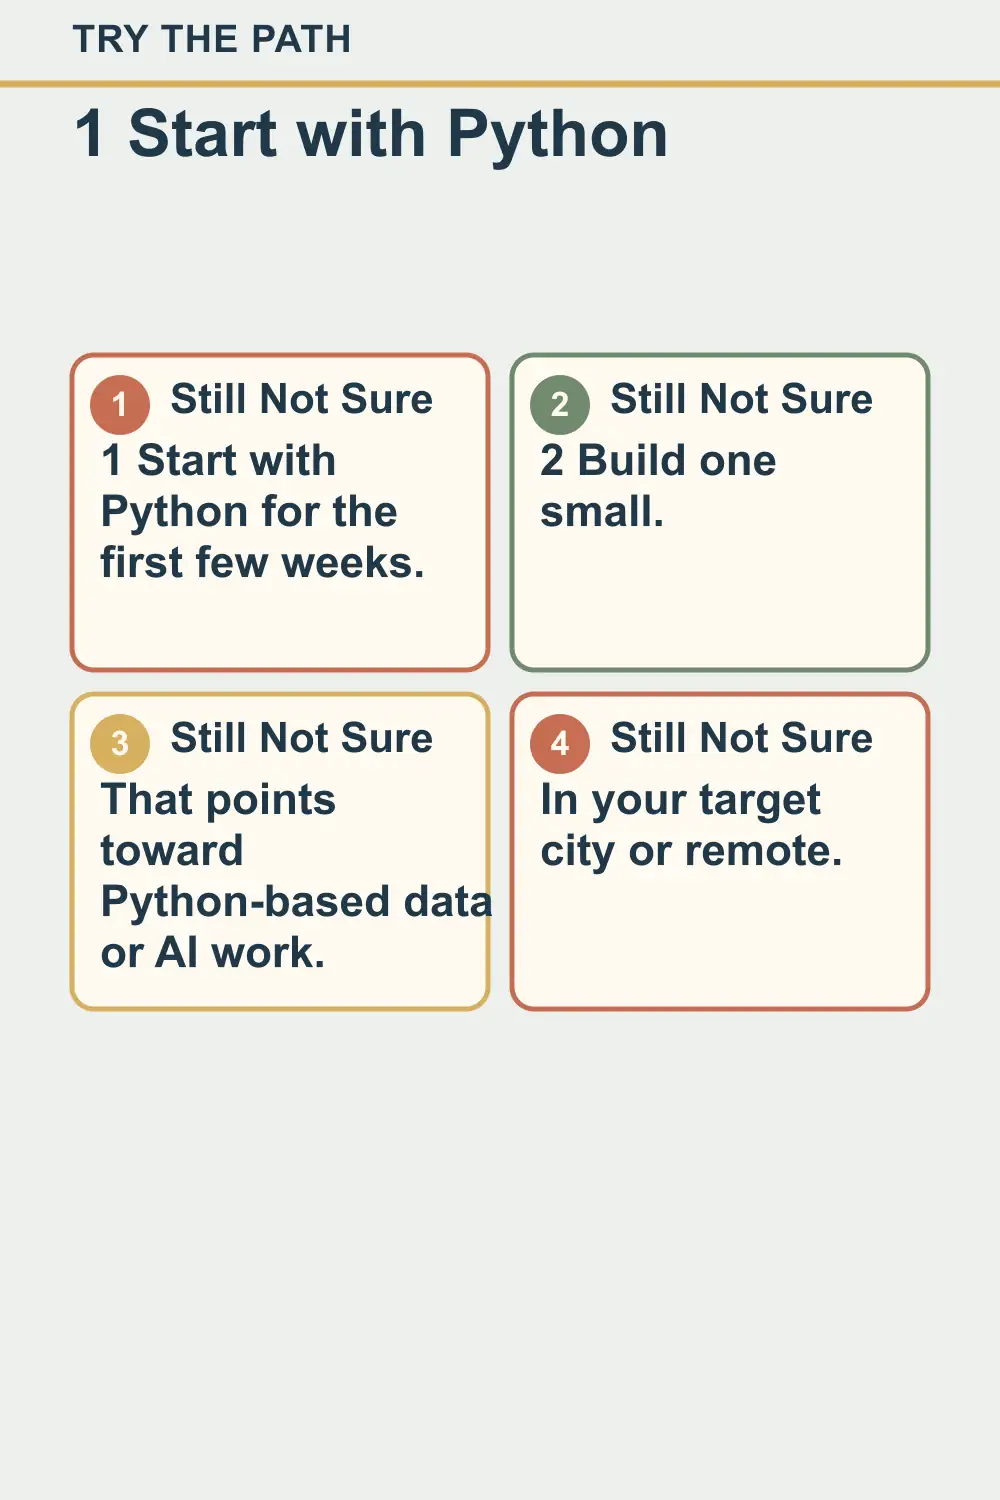 TRY THE PATH
1 Start with Python
1 Still Not Sure
1 Start with
Python for the
first few weeks.
2 Still Not Sure
2 Build one
small.
3 Still Not Sure
That points
toward
Python-based data
or AI work.
4 Still Not Sure
In your target
city or remote.